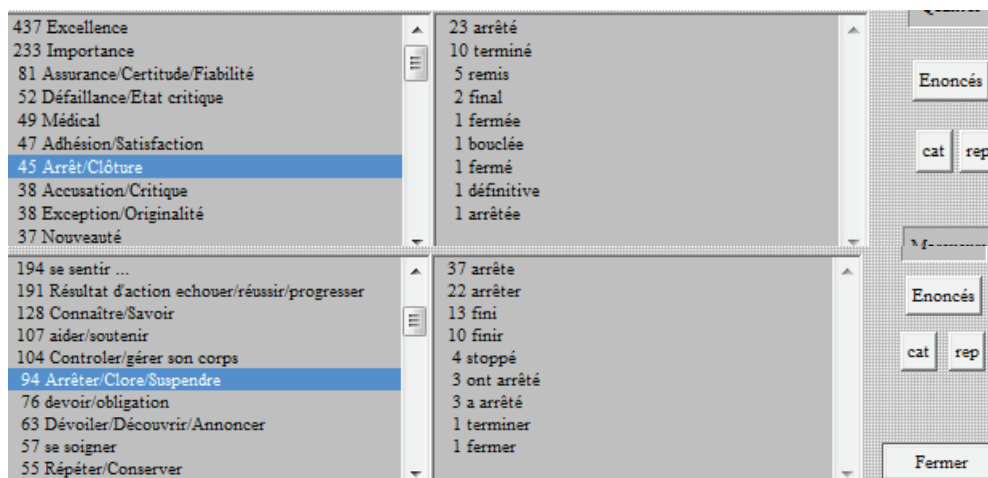 437 Excellence
233 Importance
81 Assurance/Certitude/Fiabilité
52 Défaillance/Etat critique
49 Médical
47 Adhésion/Satisfaction
45 Arrêt/Clôture
38 Accusation/Critique
38 Exception/Originalité
37 Nouveauté
23 arrêté
10 terminé
5 remis
2 final
1 fermée
1 bouclée
1 fermé
1 définitive
1 arrêtée
Enoncés
cat rep
194 se sentir ...
191 Résultat d'action echouer/réussir/progresser
128 Connaître/Savoir
107 aider/soutenir
104 Controler/gérer son corps
94 Arrêter/Clore/Suspendre
76 devoir/obligation
63 Dévoiler/Découvrir/Annoncer
57 se soigner
55 Répéter/Conserver
37 arrête
22 arrêter
13 fini
10 finir
4 stoppé
3 ont arrêté
3 a arrêté
1 terminer
1 fermer
Enoncés
cat rep
Fermer